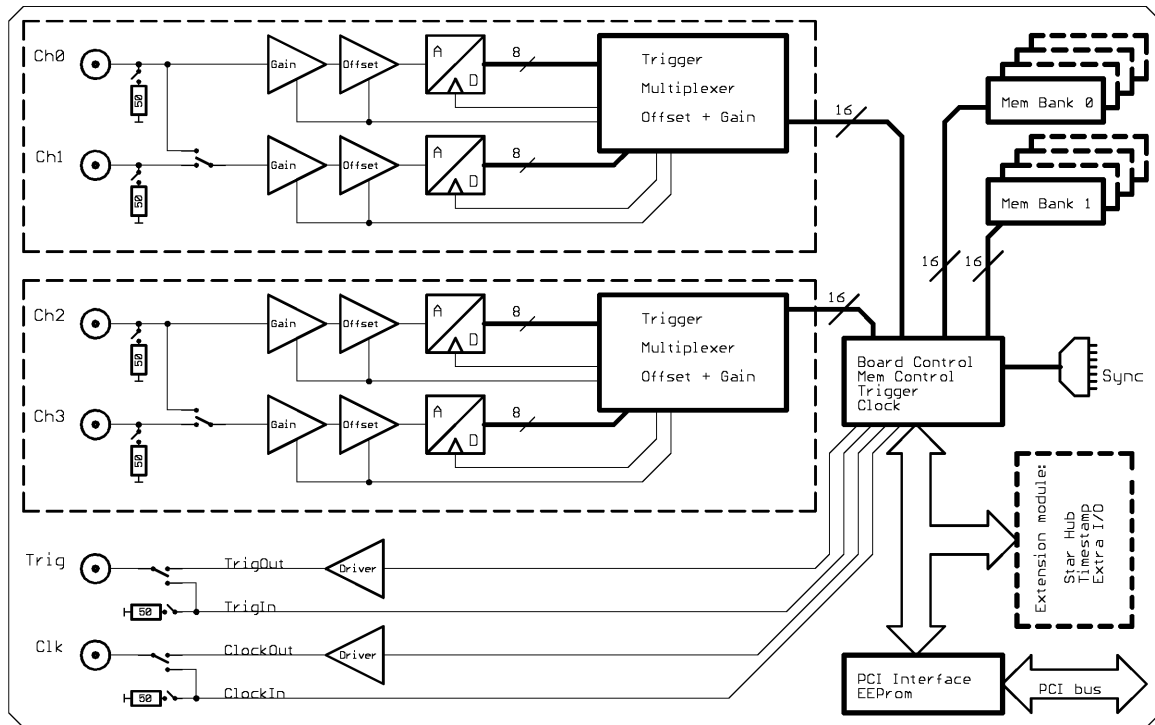 Ch0
50
Gain
Offset
A
D
8
Trigger
Multiplexer
Offset + Gain
16
Ch1
50
Gain
Offset
A
D
8
Mem Bank 0
Mem Bank 1
16
16
Ch2
50
Gain
Offset
A
D
8
Trigger
Multiplexer
Offset + Gain
16
Ch3
50
Gain
Offset
A
D
8
Board Control
Mem Control
Trigger
Clock
Sync
Extension module:
Star Hub
Timestamp
Extra I/O
Trig
TrigOut
Driver
50
TrigIn
Clk
ClockOut
Driver
50
ClockIn
PCI Interface
EEProm
PCI bus